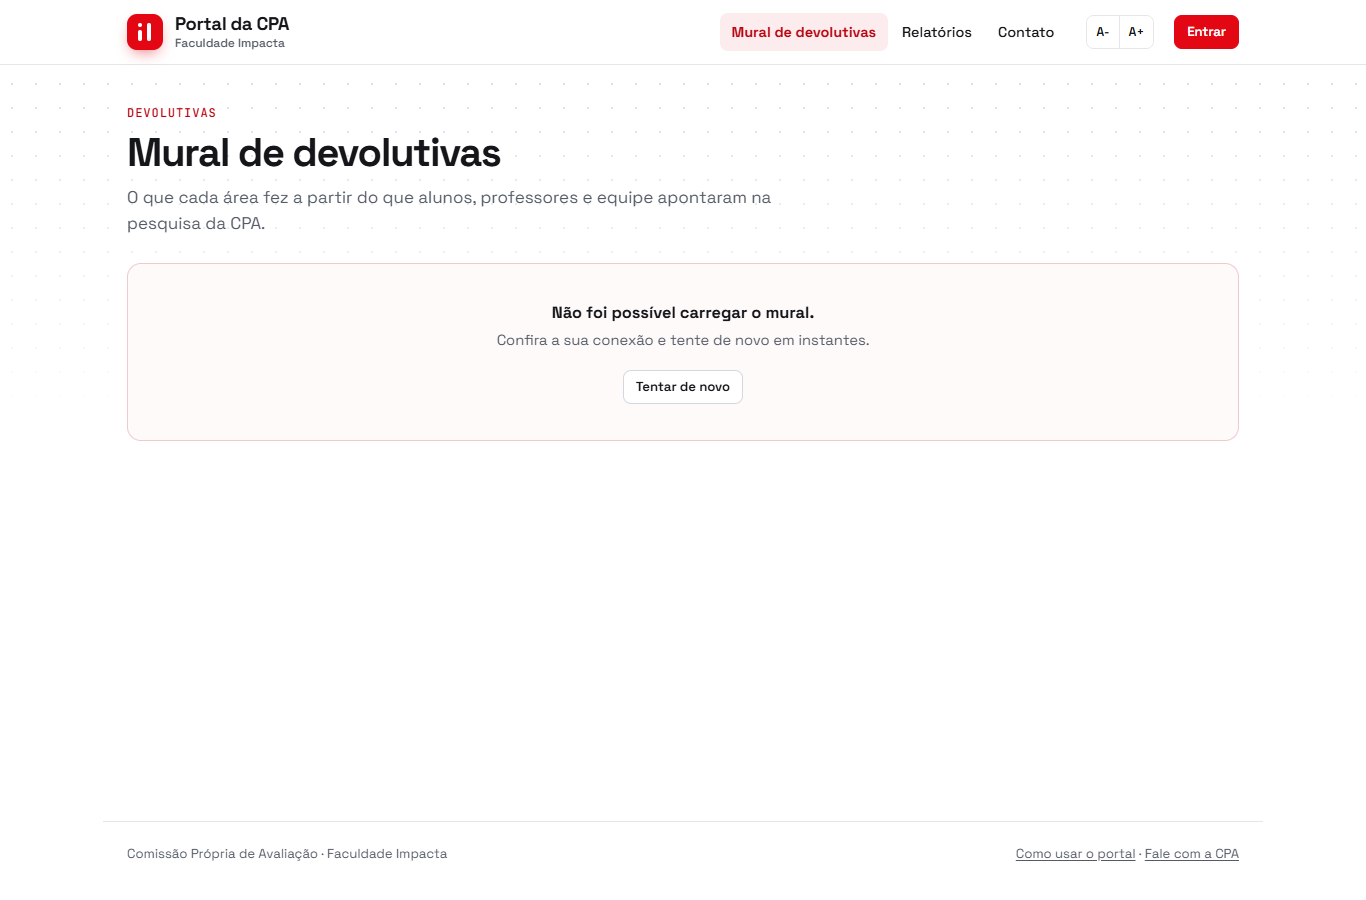 Portal da CPA
Faculdade Impacta
Mural de devolutivas
Relatórios
Contato
A-
A+
Entrar
DEVOLUTIVAS
Mural de devolutivas
O que cada área fez a partir do que alunos, professores e equipe apontaram na
pesquisa da CPA.
Não foi possível carregar o mural.
Confira a sua conexão e tente de novo em instantes.
Tentar de novo
Comissão Própria de Avaliação · Faculdade Impacta
Como usar o portal · Fale com a CPA